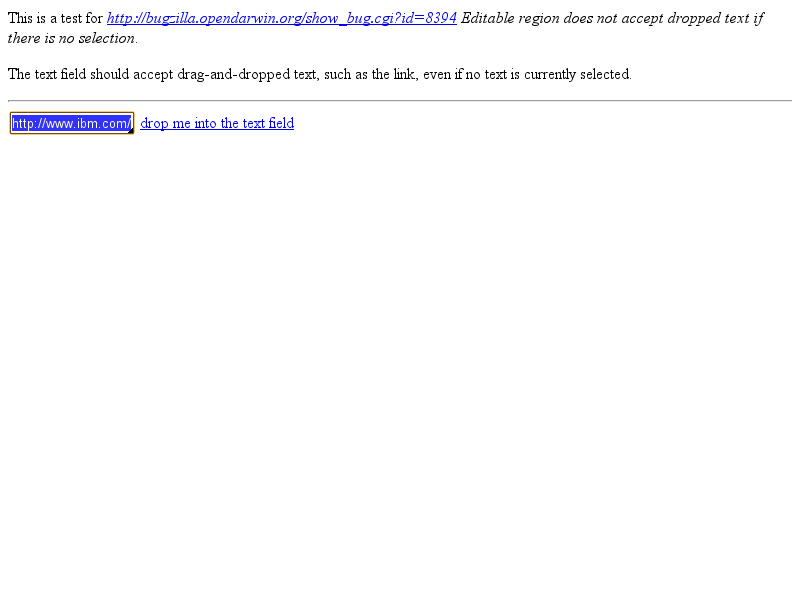 This is a test for http://bugzilla.opendarwin.org/show_bug.cgi?id=8394 Editable region does not accept dropped text if
there is no selection.
The text field should accept drag-and-dropped text, such as the link, even if no text is currently selected.
http://www.ibm.com/ drop me into the text field